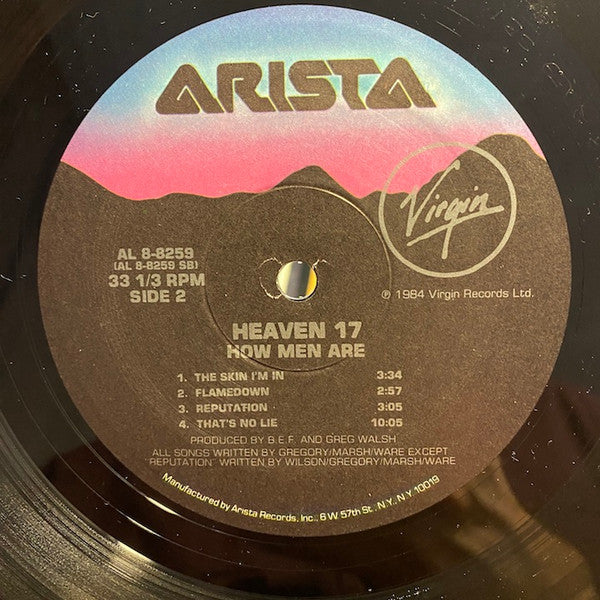 ARISTA
Virgin
AL 8-8259
(AL 8-8259 SB)
33 1/3 RPM
SIDE 2
℗ 1984 Virgin Records Ltd.
HEAVEN 17
HOW MEN ARE
1. THE SKIN I'M IN 3:34
2. FLAMEDOWN 2:57
3. REPUTATION 3:05
4. THAT'S NO LIE 10:05
PRODUCED BY B.E.F. AND GREG WALSH
ALL SONGS WRITTEN BY GREGORY/MARSH/WARE EXCEPT
"REPUTATION" WRITTEN BY WILSON/GREGORY/MARSH/WARE
Manufactured by Arista Records, Inc., 6 W. 57th St., N.Y., N.Y. 10019